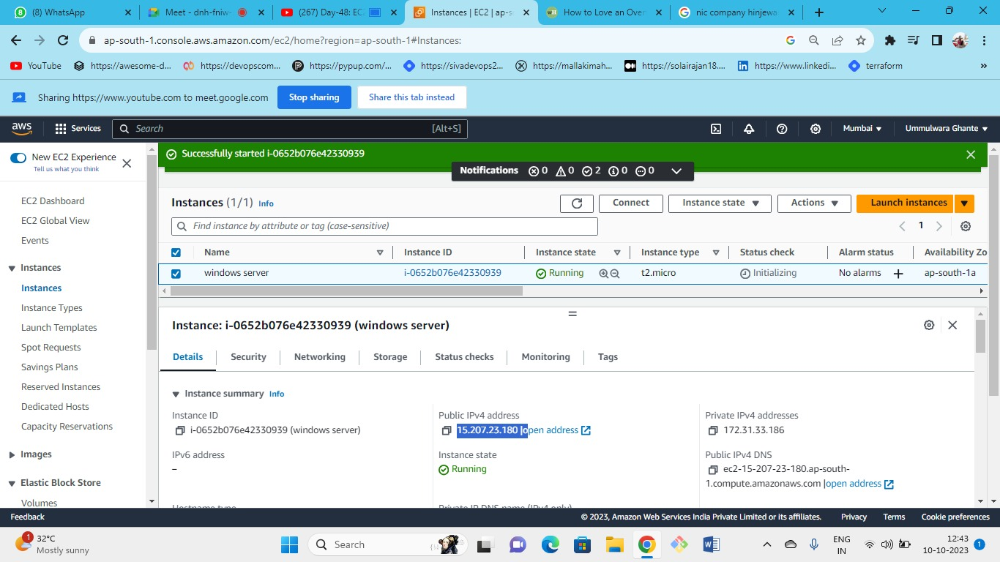 (8) WhatsApp
Meet - dnh-fniw-
(267) Day-48: EC
Instances | EC2 | ap-s
How to Love an Over
nic company hinjewa
ap-south-1.console.aws.amazon.com/ec2/home?region=ap-south-1#Instances:
YouTube
https://awesome-d...
https://devopscom...
https://pypup.com/...
https://sivadevops2...
https://mallakimah...
https://solairajan18....
https://www.linkedi...
terraform
»
Sharing https://www.youtube.com to meet.google.com
Stop sharing
Share this tab instead
aws
Services
Search
[Alt+S]
Mumbai
Ummulwara Ghante
New EC2 Experience
Tell us what you think
Successfully started i-0652b076e42330939
Notifications 0 0 2 0 0
EC2 Dashboard
EC2 Global View
Events
Instances
Instances
Instance Types
Launch Templates
Spot Requests
Savings Plans
Reserved Instances
Dedicated Hosts
Capacity Reservations
Images
Elastic Block Store
Volumes
Instances (1/1) Info
Connect
Instance state
Actions
Launch instances
Find instance by attribute or tag (case-sensitive)
1
Name
Instance ID
Instance state
Instance type
Status check
Alarm status
Availability Zo
windows server
i-0652b076e42330939
Running
t2.micro
Initializing
No alarms
ap-south-1a
Instance: i-0652b076e42330939 (windows server)
Details
Security
Networking
Storage
Status checks
Monitoring
Tags
Instance summary Info
Instance ID
i-0652b076e42330939 (windows server)
Public IPv4 address
15.207.23.180 |open address
Private IPv4 addresses
172.31.33.186
IPv6 address
–
Instance state
Running
Public IPv4 DNS
ec2-15-207-23-180.ap-south-
1.compute.amazonaws.com |open address
Hostname type
Private IP DNS name (IPv4 only)
Feedback
© 2023, Amazon Web Services India Private Limited or its affiliates.
Privacy
Terms
Cookie preferences
1
32°C
Mostly sunny
Search
ENG
IN
12:43
10-10-2023
1